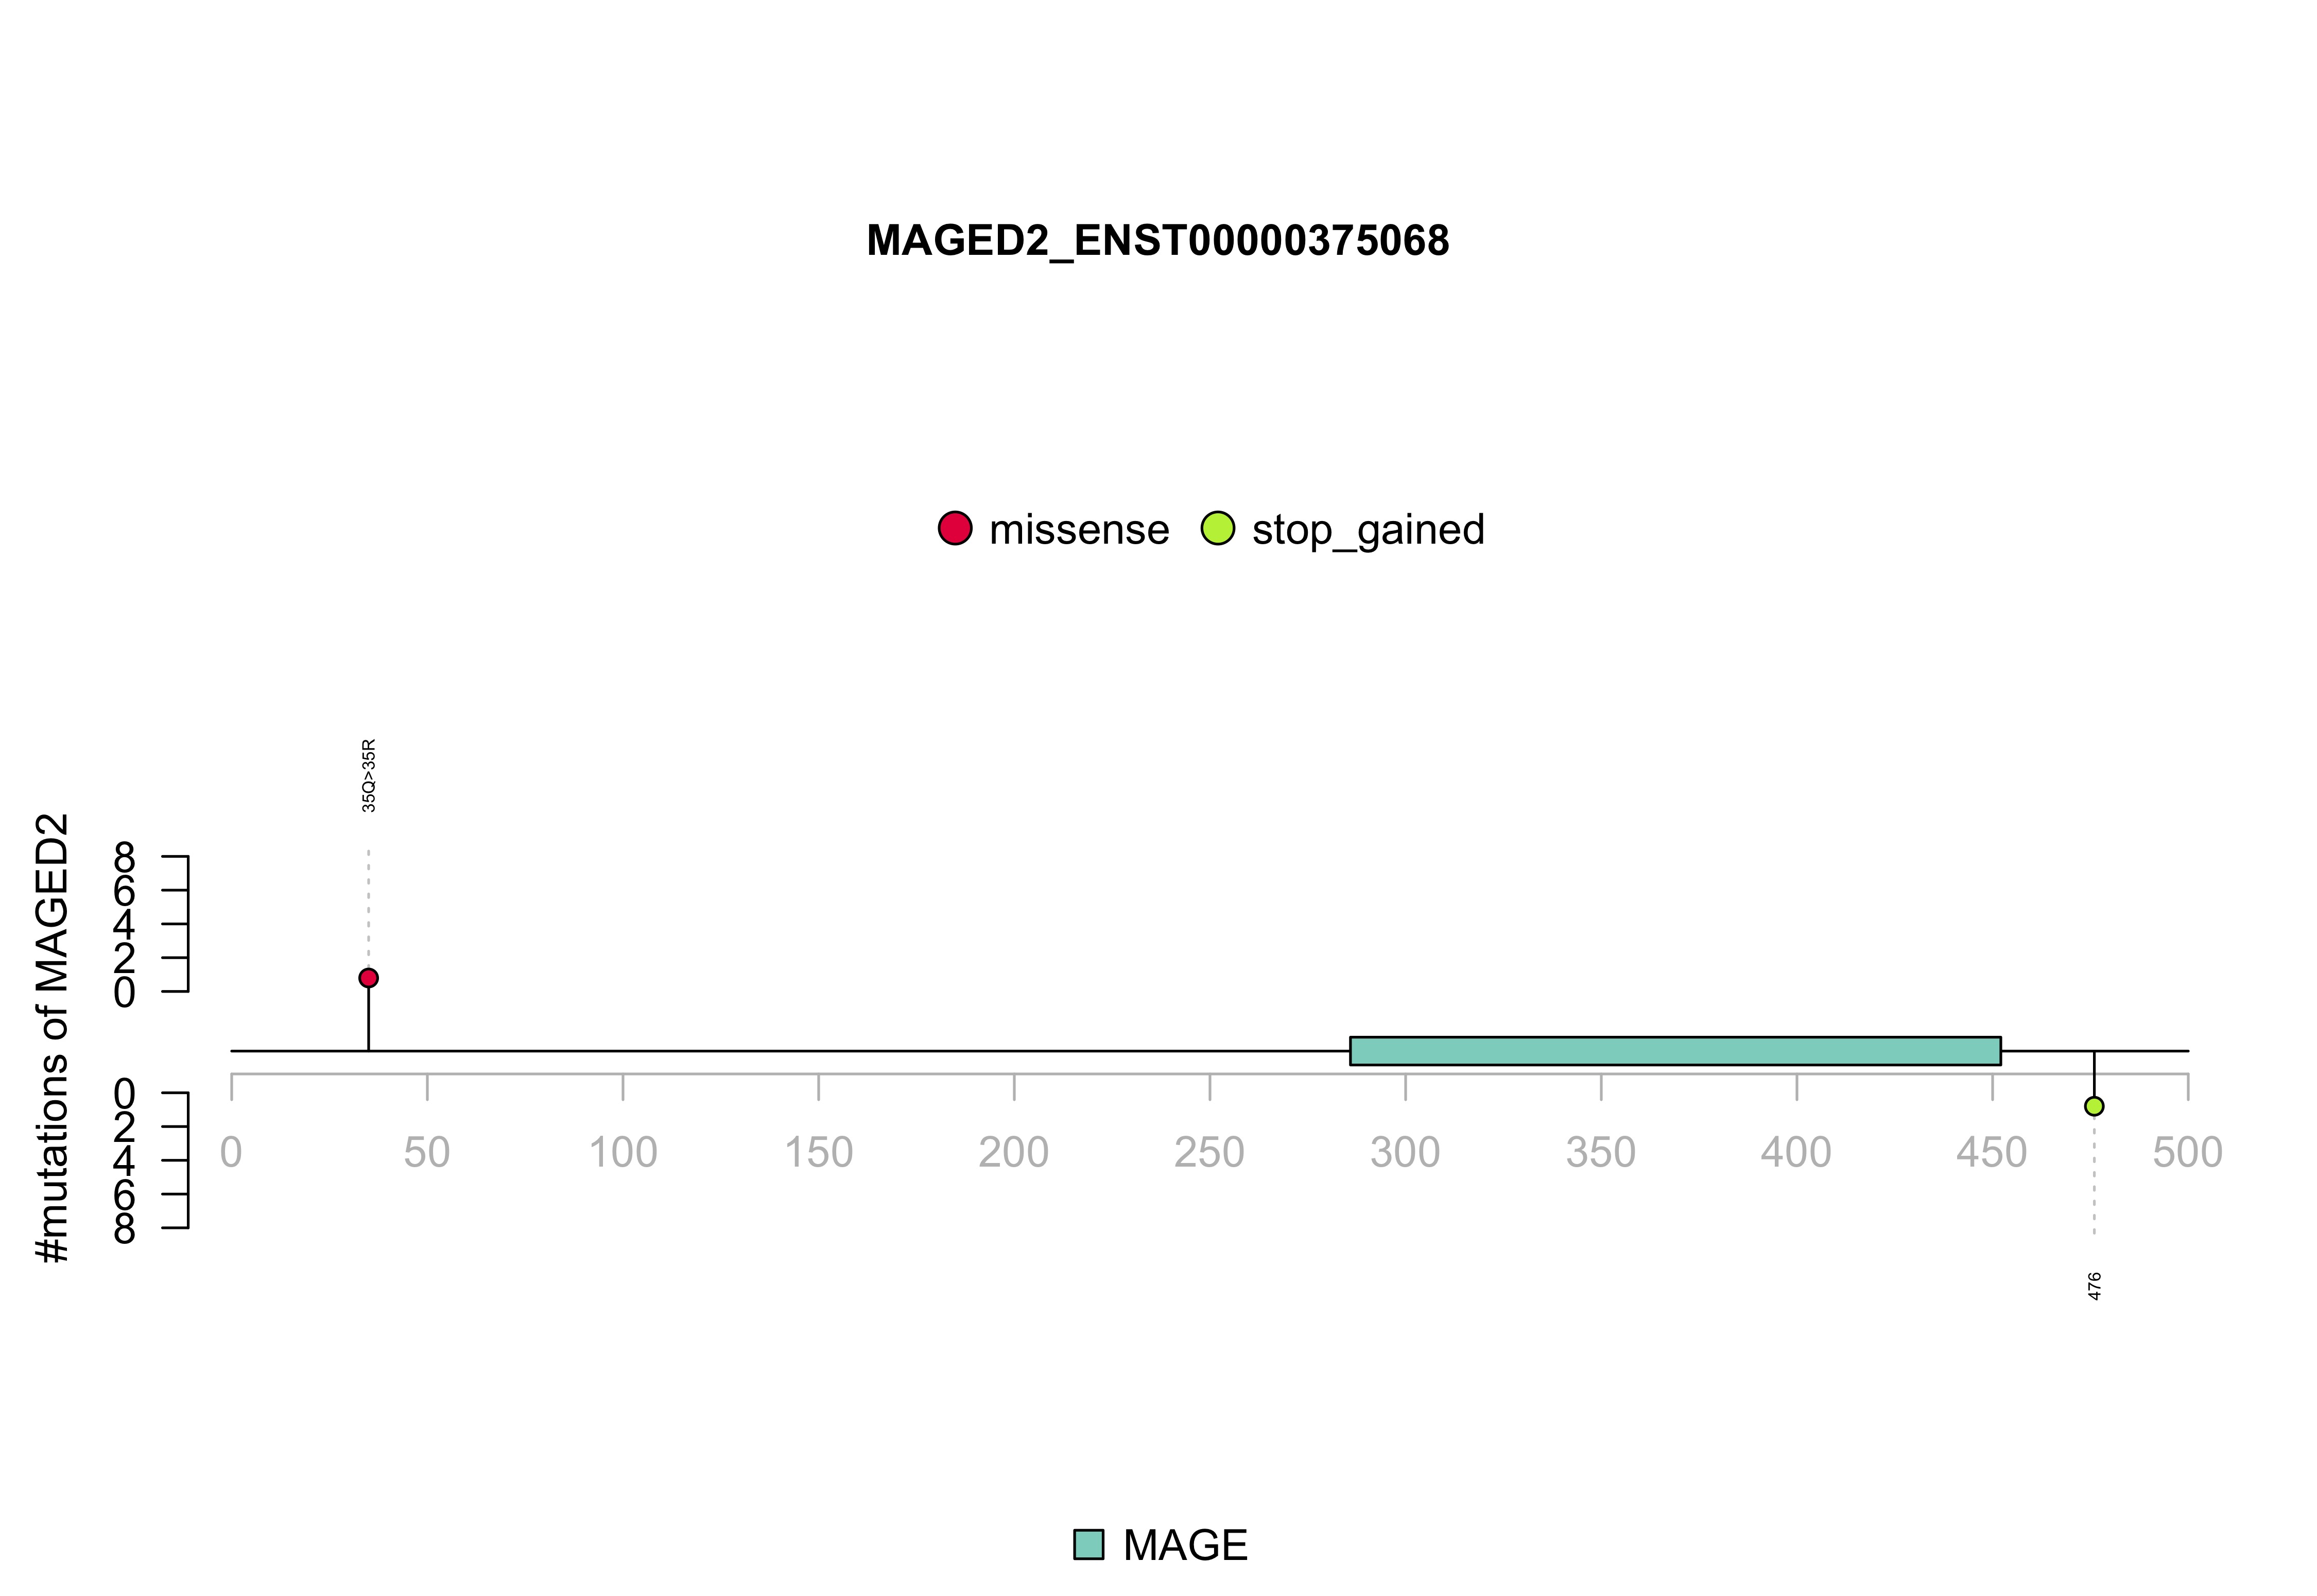 MAGED2_ENST00000375068
missense stop_gained
35Q>35R
#mutations of MAGED2
8
6
4
2
0
0
2
4
6
8
0 50 100 150 200 250 300 350 400 450 500
476
MAGE